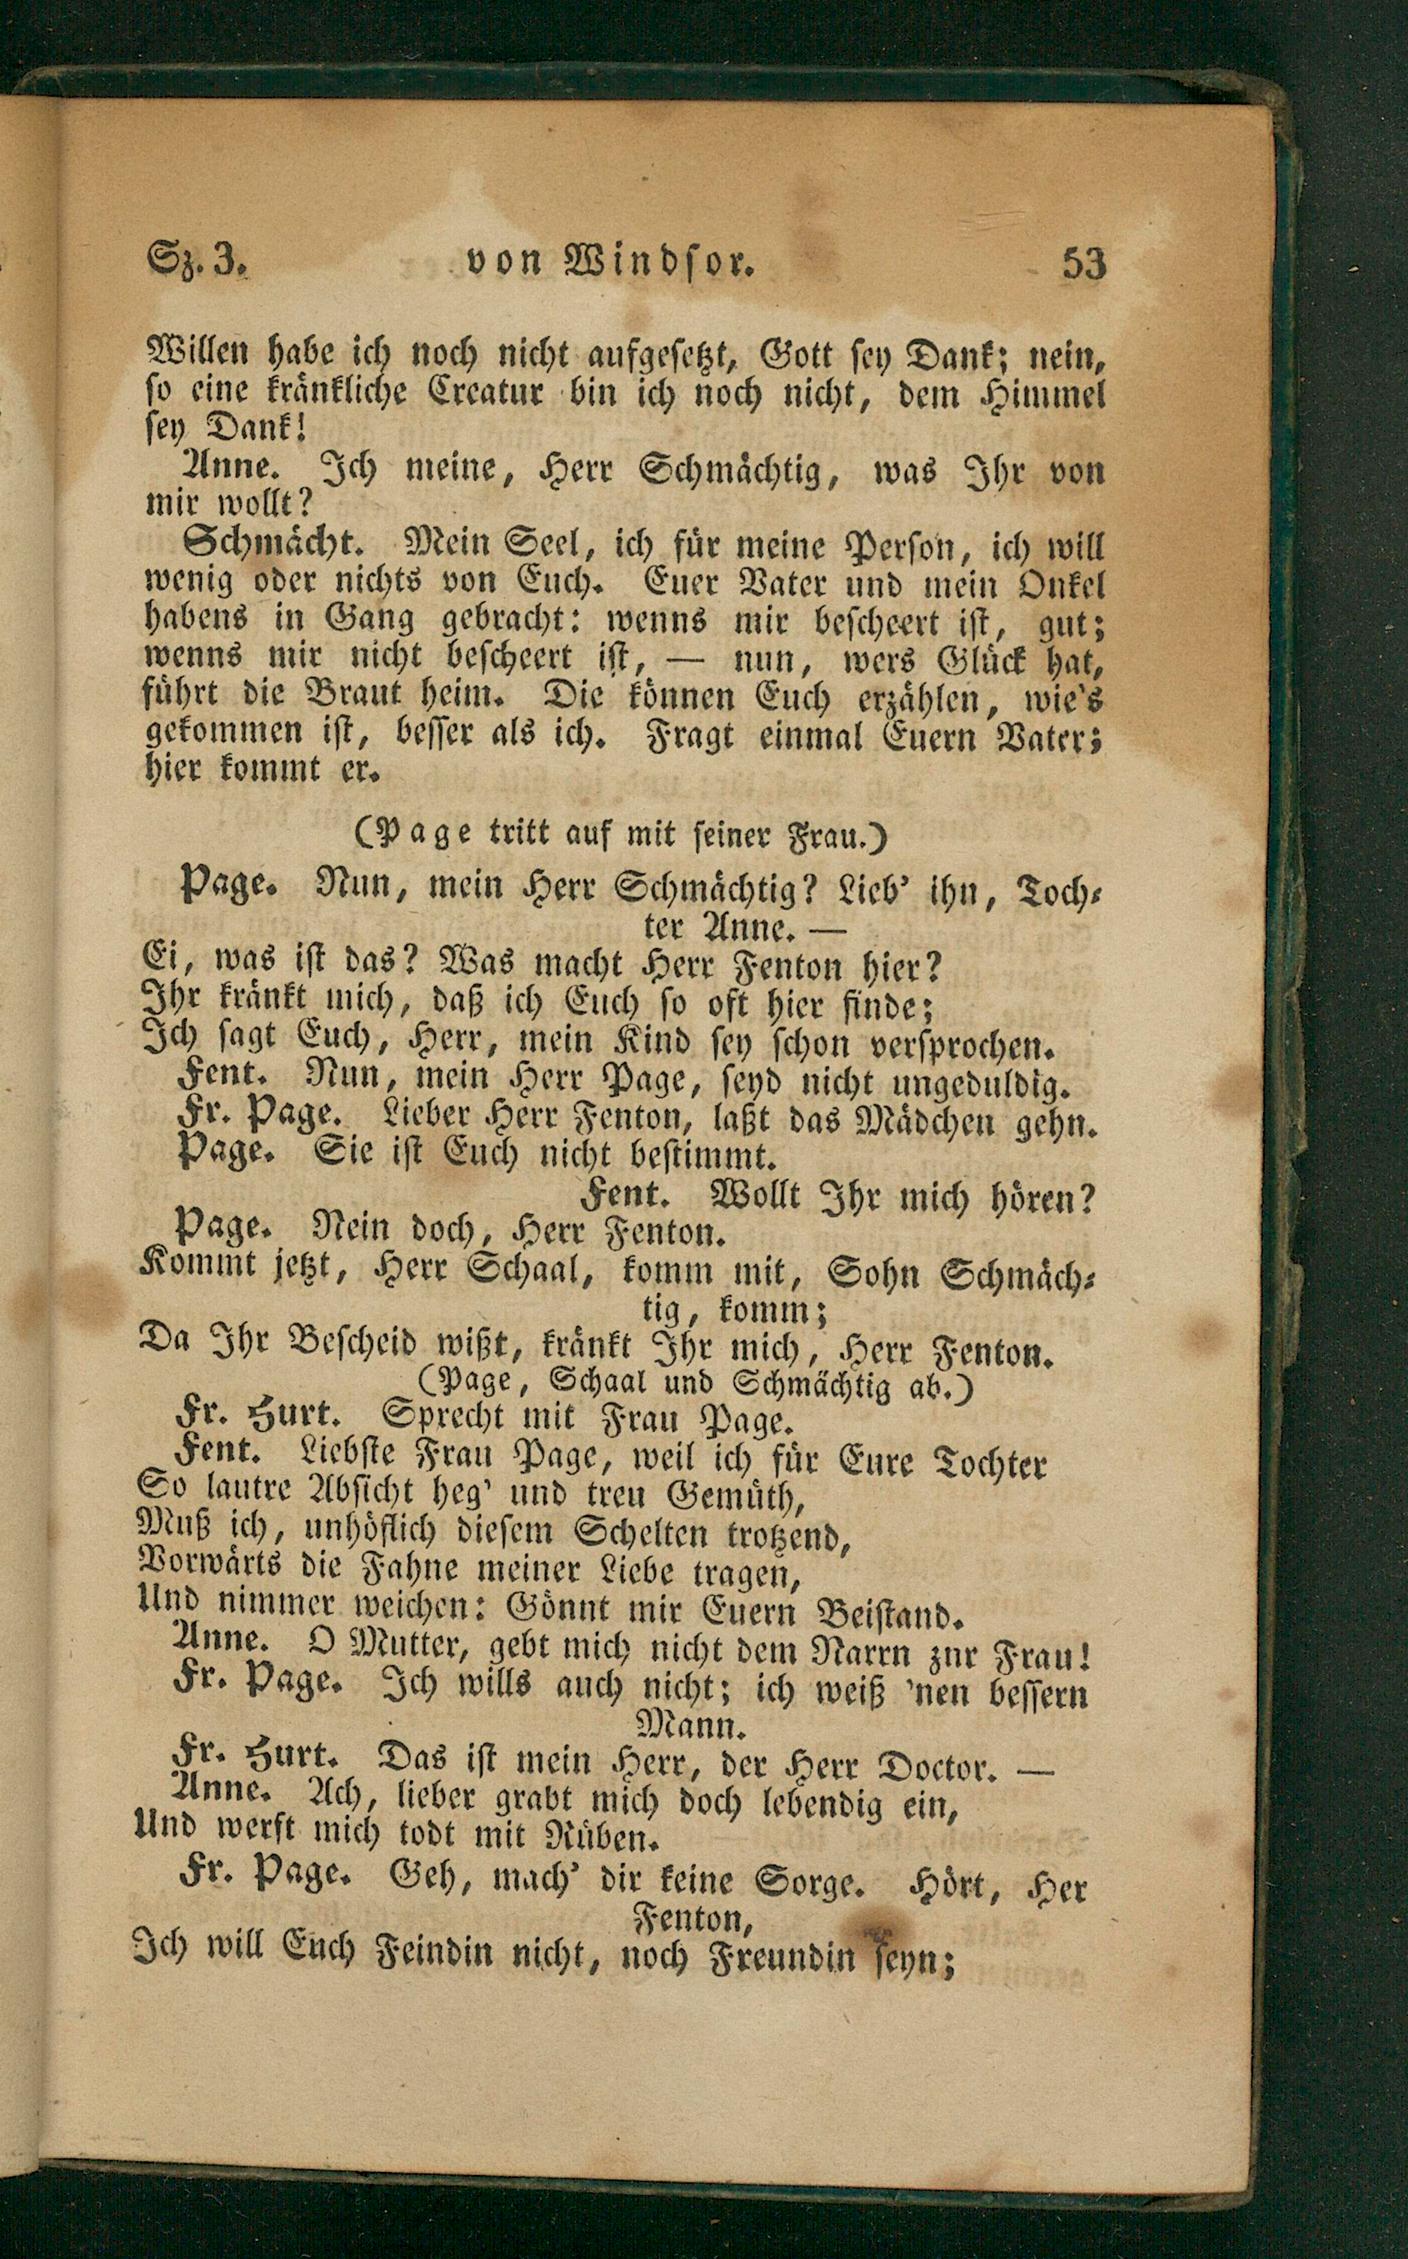 Sz. 3. von Windsor. 53
Willen habe ich noch nicht aufgesetzt, Gott sey Dank; nein,
so eine kränkliche Creatur bin ich noch nicht, dem Himmel
sey Dank!
Anne. Ich meine, Herr Schmächtig, was Ihr von
mir wollt?
Schmächt. Mein Seel, ich für meine Person, ich will
wenig oder nichts von Euch. Euer Vater und mein Onkel
habens in Gang gebracht: wenns mir bescheert ist, gut;
wenns mir nicht bescheert ist, — nun, wers Glück hat,
führt die Braut heim. Die können Euch erzählen, wie's
gekommen ist, besser als ich. Fragt einmal Euern Vater;
hier kommt er.
(Page tritt auf mit seiner Frau.)
Page. Nun, mein Herr Schmächtig? Lieb' ihn, Toch-
ter Anne. —
Ei, was ist das? Was macht Herr Fenton hier?
Ihr kränkt mich, daß ich Euch so oft hier finde;
Ich sagt Euch, Herr, mein Kind sey schon versprochen.
Fent. Nun, mein Herr Page, seyd nicht ungeduldig.
Fr. Page. Lieber Herr Fenton, laßt das Mädchen gehn.
Page. Sie ist Euch nicht bestimmt.
Fent. Wollt Ihr mich hören?
Page. Nein doch, Herr Fenton.
Kommt jetzt, Herr Schaal, komm mit, Sohn Schmäch-
tig, komm;
Da Ihr Bescheid wißt, kränkt Ihr mich, Herr Fenton.
(Page, Schaal und Schmächtig ab.)
Fr. Hurt. Sprecht mit Frau Page.
Fent. Liebste Frau Page, weil ich für Eure Tochter
So lautre Absicht heg' und treu Gemüth,
Muß ich, unhöflich diesem Schelten trotzend,
Vorwärts die Fahne meiner Liebe tragen,
Und nimmer weichen: Gönnt mir Euern Beistand.
Anne. O Mutter, gebt mich nicht dem Narrn zur Frau!
Fr. Page. Ich wills auch nicht; ich weiß 'nen bessern
Mann.
Fr. Hurt. Das ist mein Herr, der Herr Doctor. —
Anne. Ach, lieber grabt mich doch lebendig ein,
Und werft mich todt mit Rüben.
Fr. Page. Geh, mach' dir keine Sorge. Hört, Her
Fenton,
Ich will Euch Feindin nicht, noch Freundin seyn;